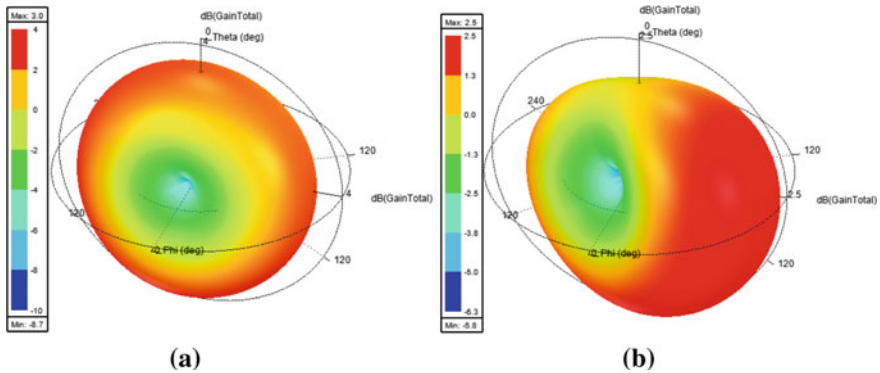 Max: 3.0
4
2
0
-2
-4
-6
-8
-10
Min: -8.7
dB(GainTotal)
0
4
Theta (deg)
120
4
dB(GainTotal)
120
120
0
Phi (deg)
(a)
Max: 2.5
2.5
1.3
0.0
-1.3
-2.5
-3.8
-5.0
-6.3
Min: -5.8
dB(GainTotal)
0
2.5
Theta (deg)
240
120
2.5
dB(GainTotal)
120
120
0
Phi (deg)
(b)